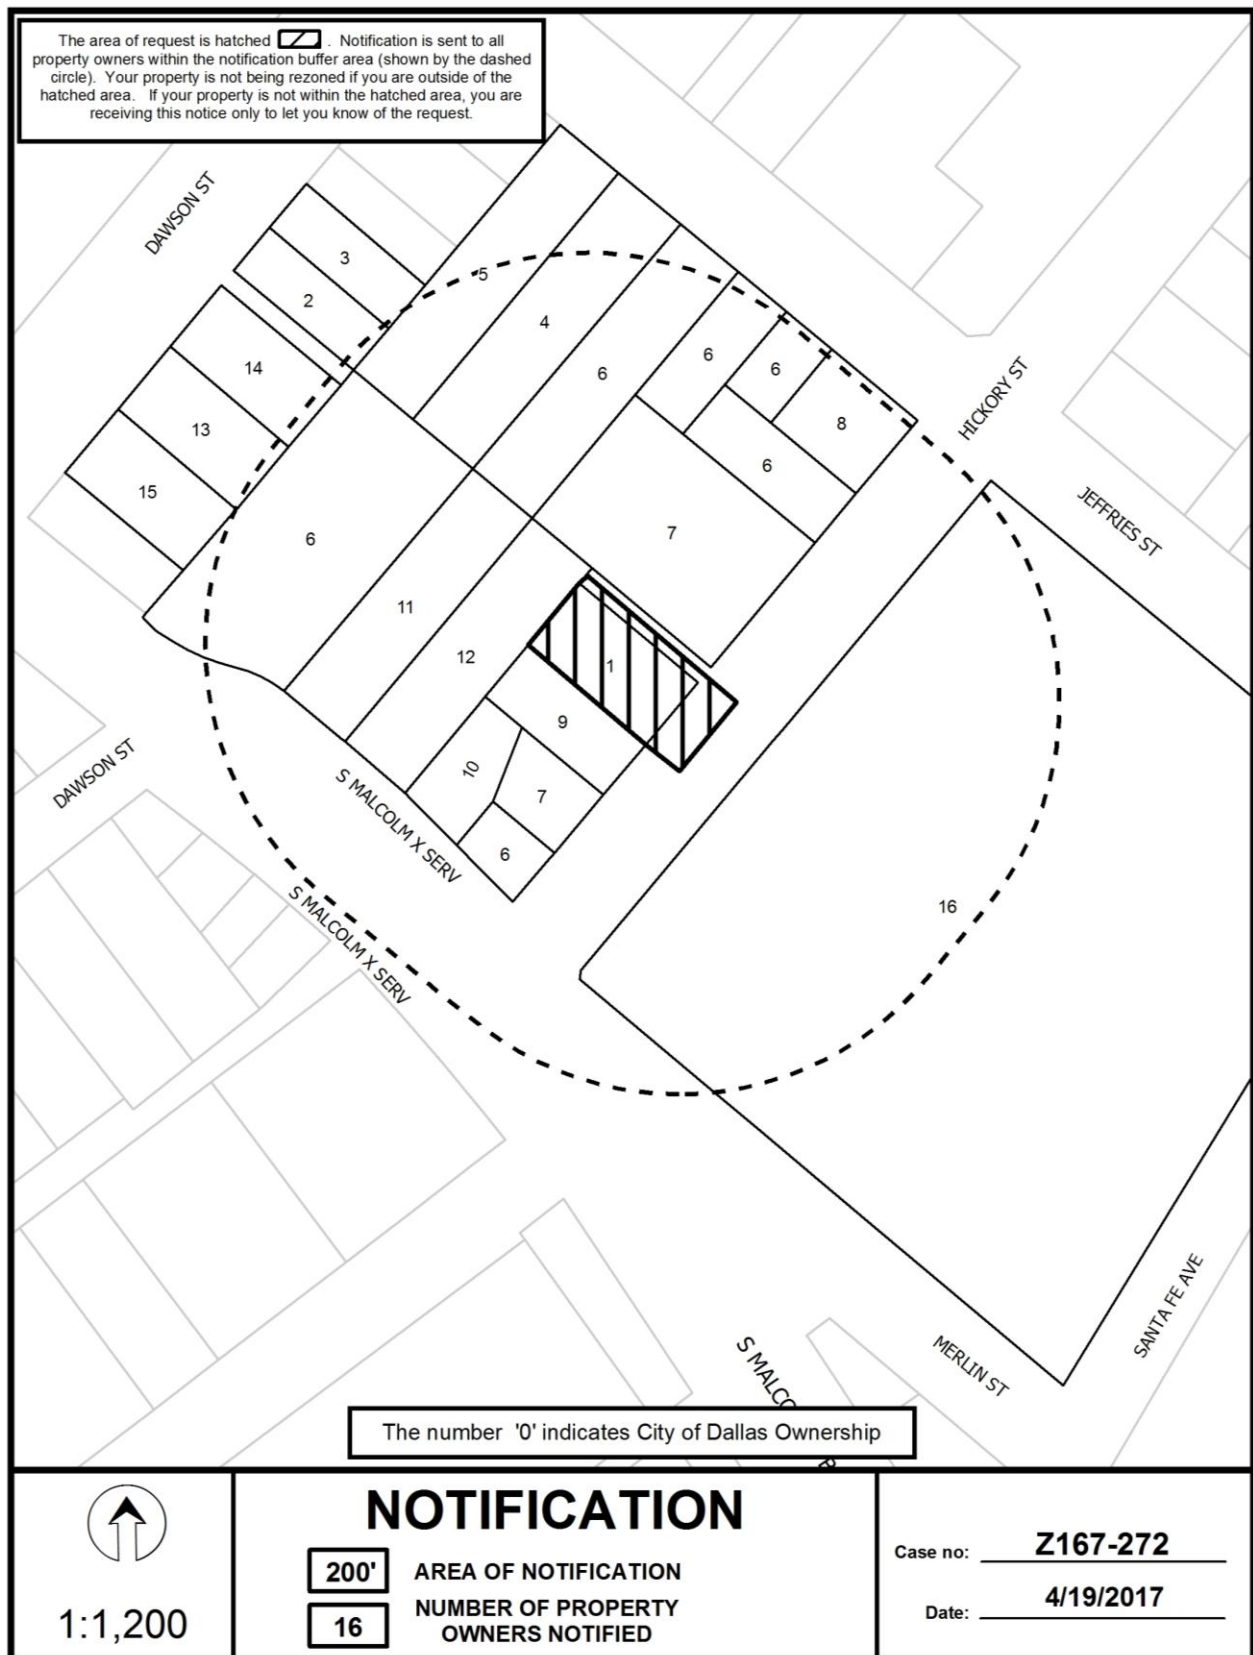 The area of request is hatched . Notification is sent to all
property owners within the notification buffer area (shown by the dashed
circle). Your property is not being rezoned if you are outside of the
hatched area. If your property is not within the hatched area, you are
receiving this notice only to let you know of the request.
DAWSON ST
3
5
2
4
14
6
6
6
HICKORY ST
13
8
6
15
JEFFRIES ST
7
6
11
12
1
9
DAWSON ST
10
7
S MALCOLM X SERV
6
S MALCOLM X SERV
16
SANTA FE AVE
MERLIN ST
S MALCO
The number '0' indicates City of Dallas Ownership
NOTIFICATION
200' AREA OF NOTIFICATION
16 NUMBER OF PROPERTY
OWNERS NOTIFIED
1:1,200
Case no: Z167-272
Date: 4/19/2017